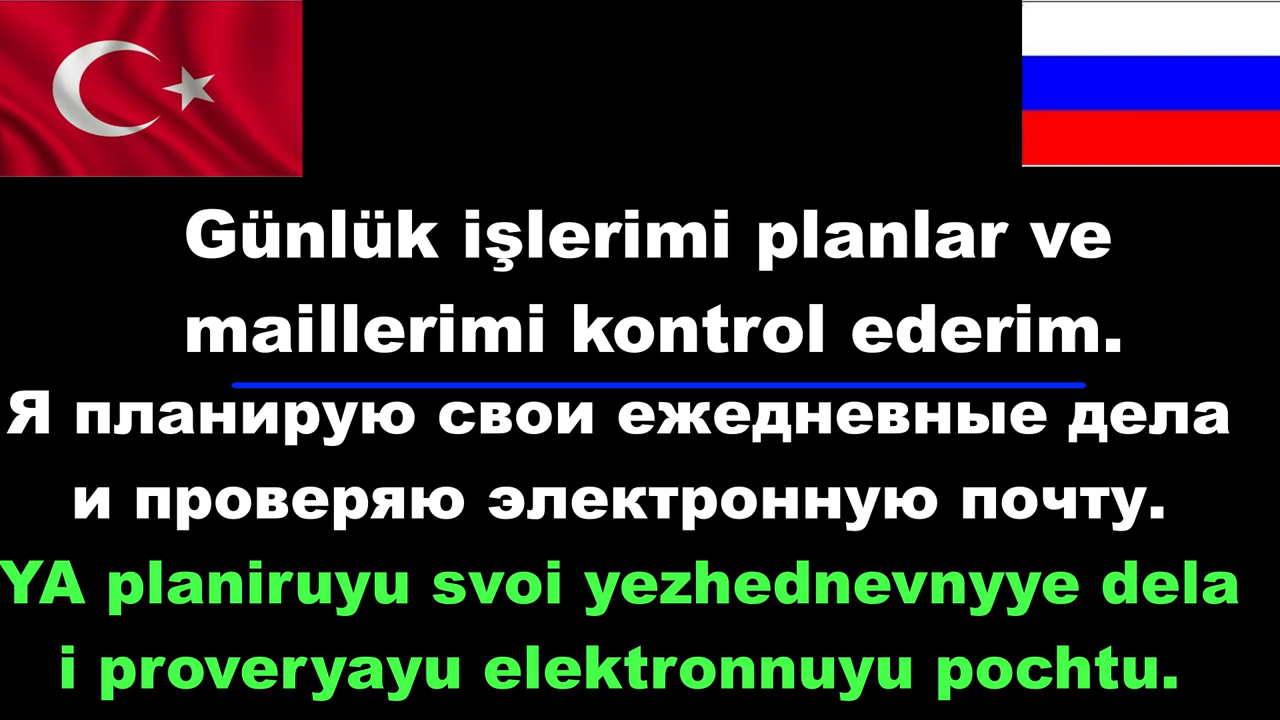 Günlük işlerimi planlar ve
maillerimi kontrol ederim.
Я планирую свои ежедневные дела
и проверяю электронную почту.
YA planiruyu svoi yezhednevnyye dela
i proveryayu elektronnuyu pochtu.